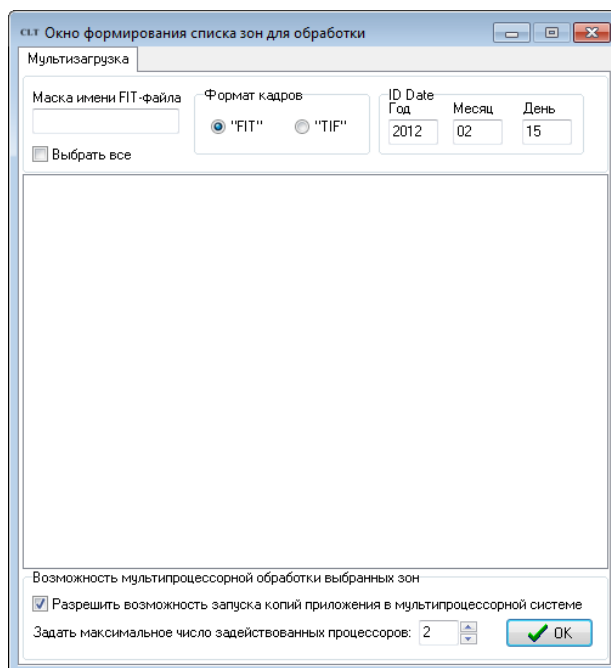 CLT Окно формирования списка зон для обработки
Мультизагрузка
Маска имени FIT-файла
Формат кадров
"FIT" "TIF"
ID Date
Год Месяц День
2012 02 15
Выбрать все
Возможность мультипроцессорной обработки выбранных зон
Разрешить возможность запуска копий приложения в мультипроцессорной системе
Задать максимальное число задействованных процессоров: 2 OK